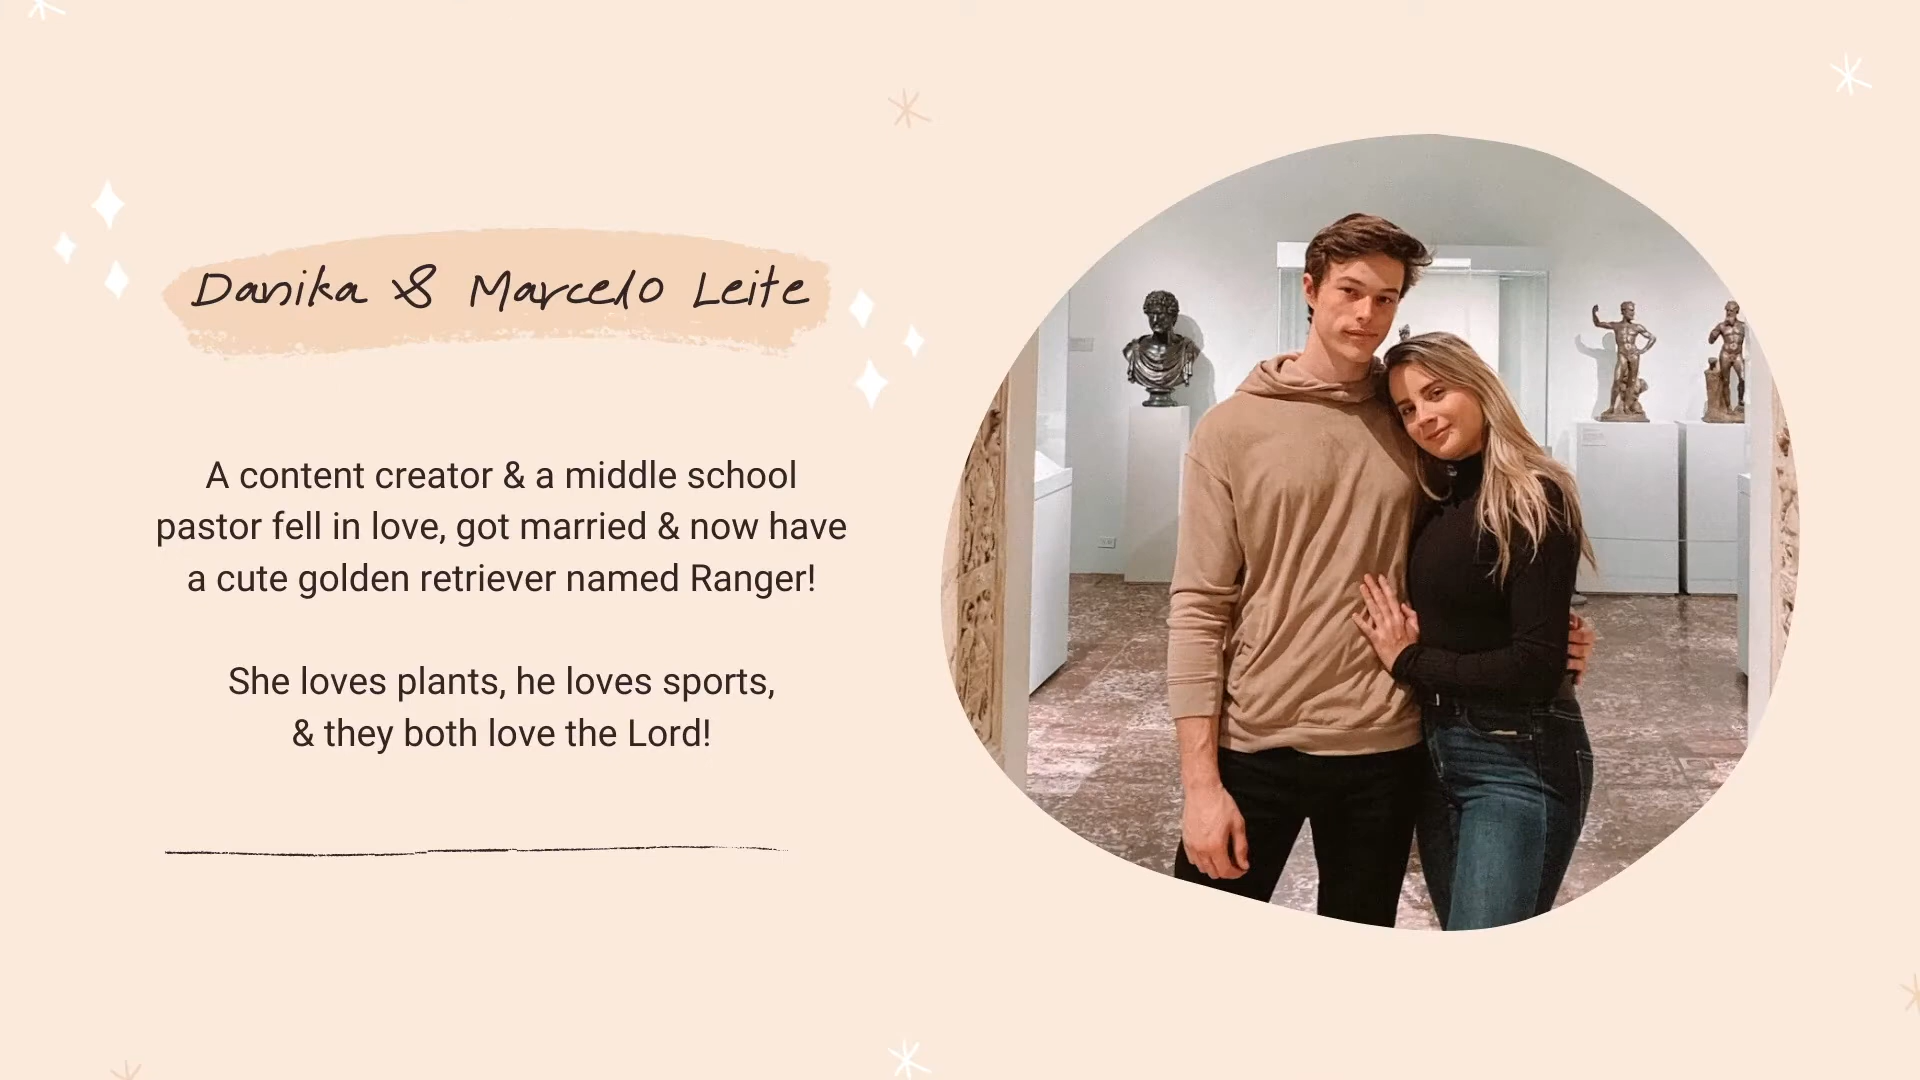 Danika & Marcelo Leite
A content creator & a middle school
pastor fell in love, got married & now have
a cute golden retriever named Ranger!
She loves plants, he loves sports,
& they both love the Lord!